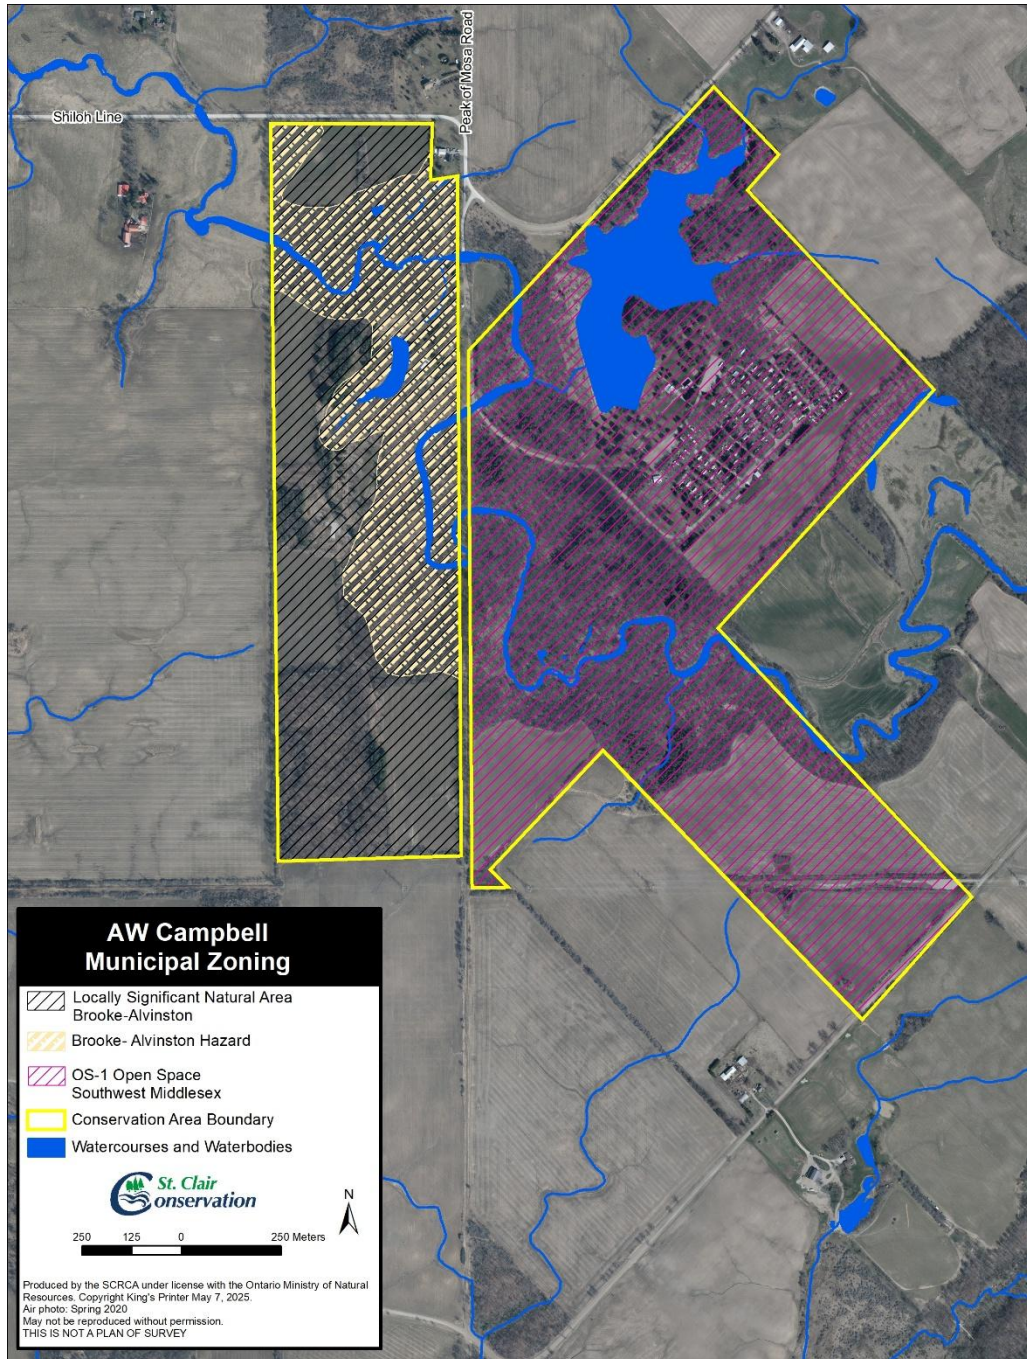 Shiloh Line
Peak of Mosa Road
AW Campbell
Municipal Zoning
Locally Significant Natural Area
Brooke-Alvinston
Brooke- Alvinston Hazard
OS-1 Open Space
Southwest Middlesex
Conservation Area Boundary
Watercourses and Waterbodies
St. Clair
Conservation
N
250 125 0 250 Meters
Produced by the SCRCA under license with the Ontario Ministry of Natural
Resources. Copyright King's Printer May 7, 2025.
Air photo: Spring 2020
May not be reproduced without permission.
THIS IS NOT A PLAN OF SURVEY